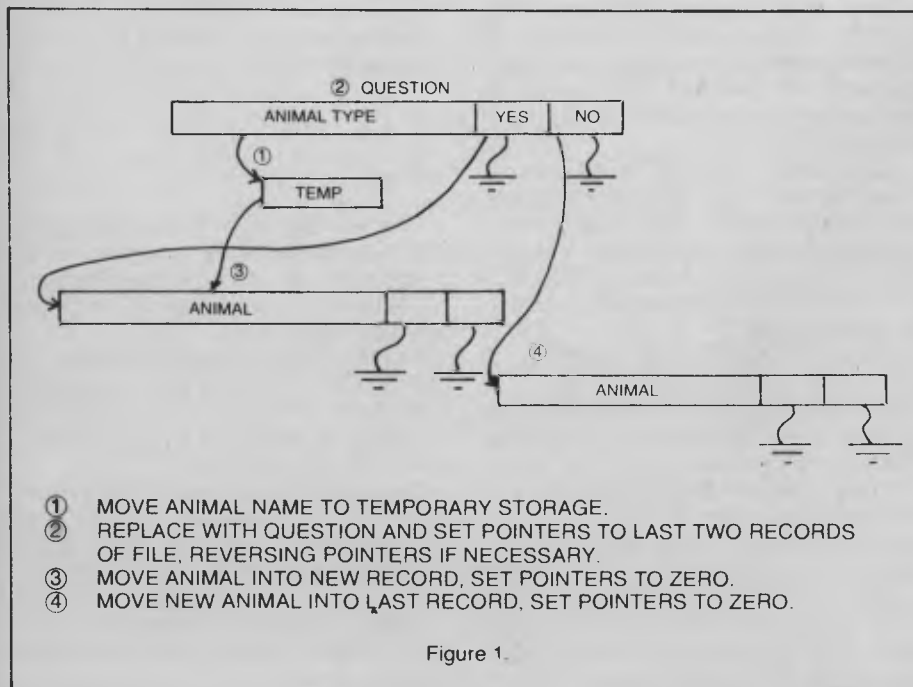 ② QUESTION
ANIMAL TYPE YES NO
①
TEMP
③
ANIMAL
④
ANIMAL
① MOVE ANIMAL NAME TO TEMPORARY STORAGE.
② REPLACE WITH QUESTION AND SET POINTERS TO LAST TWO RECORDS
OF FILE, REVERSING POINTERS IF NECESSARY.
③ MOVE ANIMAL INTO NEW RECORD, SET POINTERS TO ZERO.
④ MOVE NEW ANIMAL INTO LAST RECORD, SET POINTERS TO ZERO.
Figure 1.